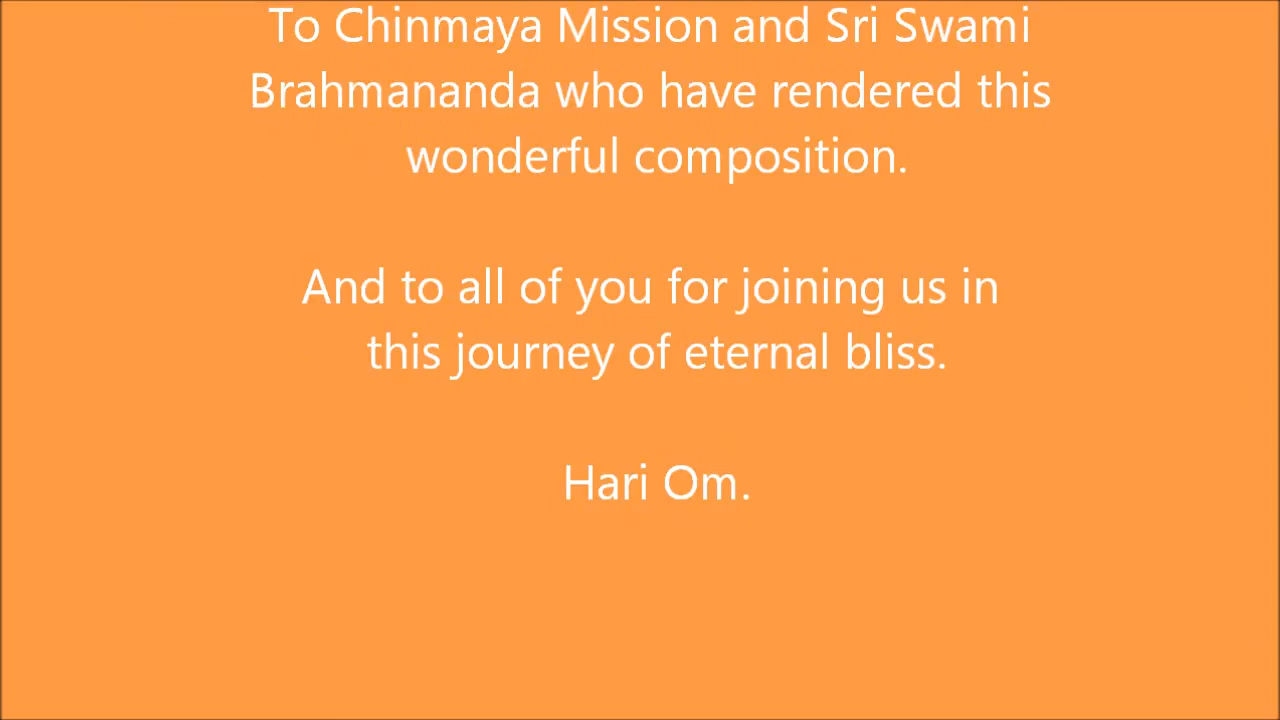 To Chinmaya Mission and Sri Swami
Brahmananda who have rendered this
wonderful composition.
And to all of you for joining us in
this journey of eternal bliss.
Hari Om.